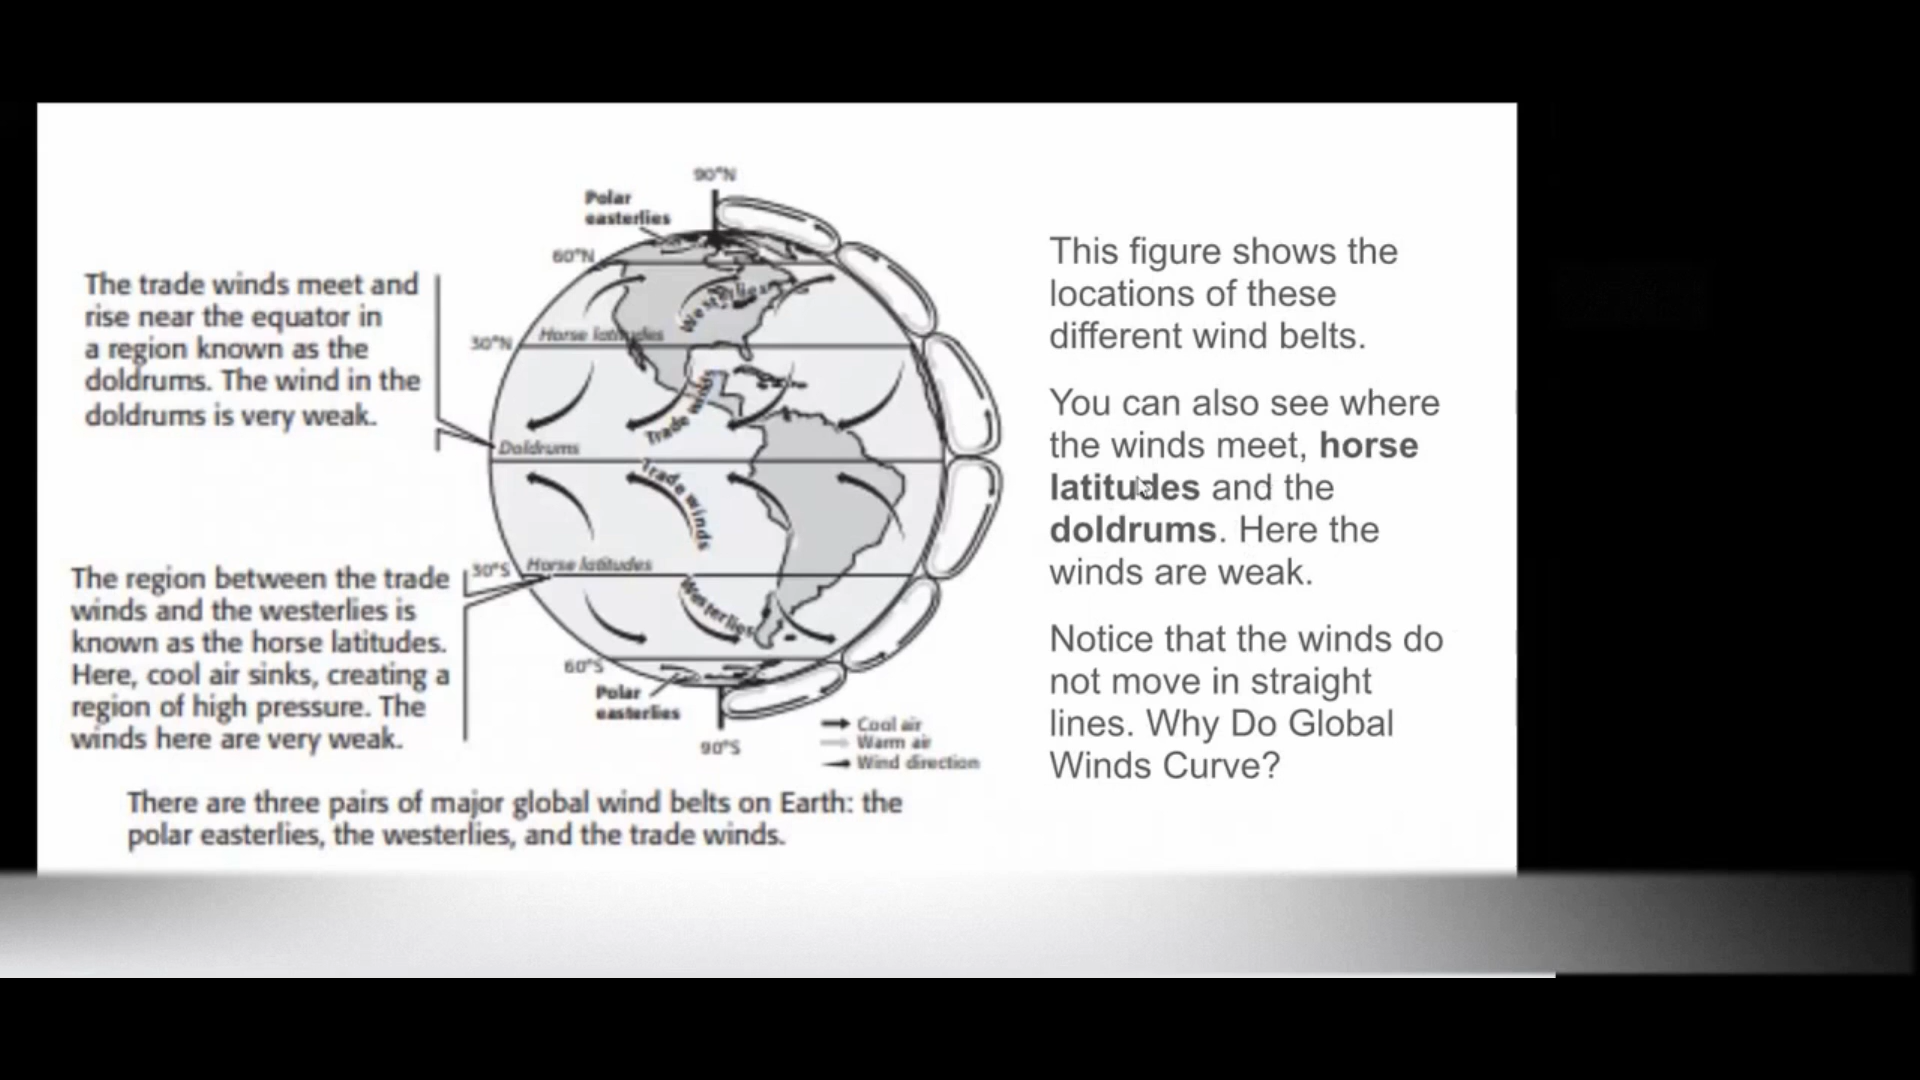 90°N
Polar
easterlies
60°N
Westerlies
Horse latitudes
30°N
Trade winds
Doldrums
Trade winds
Horse latitudes
30°S
Westerlies
60°S
Polar
easterlies
90°S
Cool air
Warm air
Wind direction
The trade winds meet and
rise near the equator in
a region known as the
doldrums. The wind in the
doldrums is very weak.
The region between the trade
winds and the westerlies is
known as the horse latitudes.
Here, cool air sinks, creating a
region of high pressure. The
winds here are very weak.
There are three pairs of major global wind belts on Earth: the
polar easterlies, the westerlies, and the trade winds.
This figure shows the
locations of these
different wind belts.
You can also see where
the winds meet, horse
latitudes and the
doldrums. Here the
winds are weak.
Notice that the winds do
not move in straight
lines. Why Do Global
Winds Curve?